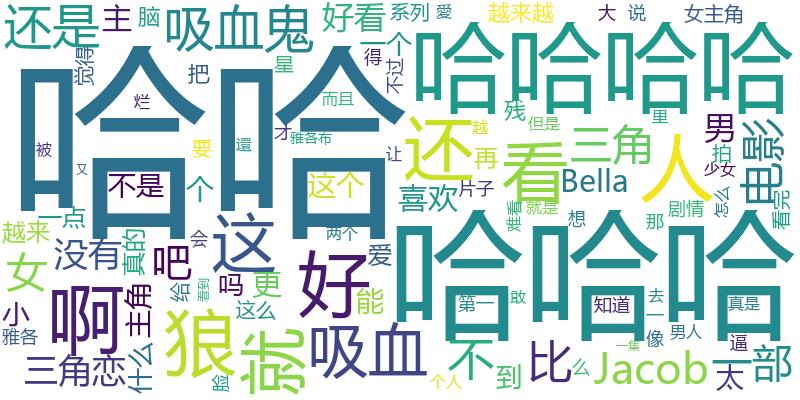 还是
主
脑
吸血鬼
好看
系列
愛
越来越
大
说
女主角
一个
觉得
把
星
得
不过
哈哈
哈哈哈哈
烂
而且
残
但是
里
男
电影
被
還
才
雅各布
让
还
越
再
看
三角
人
拍
少女
又
不是
要
个
这个
喜欢
片子
Bella
怎么
看完
一点
真的
两个
就是
难看
想
那
剧情
越来
没有
会
这
爱
哈哈哈
女
吧
给
看到
吗
更
好
能
第一
敢
知道
去
真是
小
啊
主角
这么
一
像
男人
逼
雅各
狼
就
吸血
不
比
一集
三角恋
什么
脸
个人
到
么
Jacob
太
一部